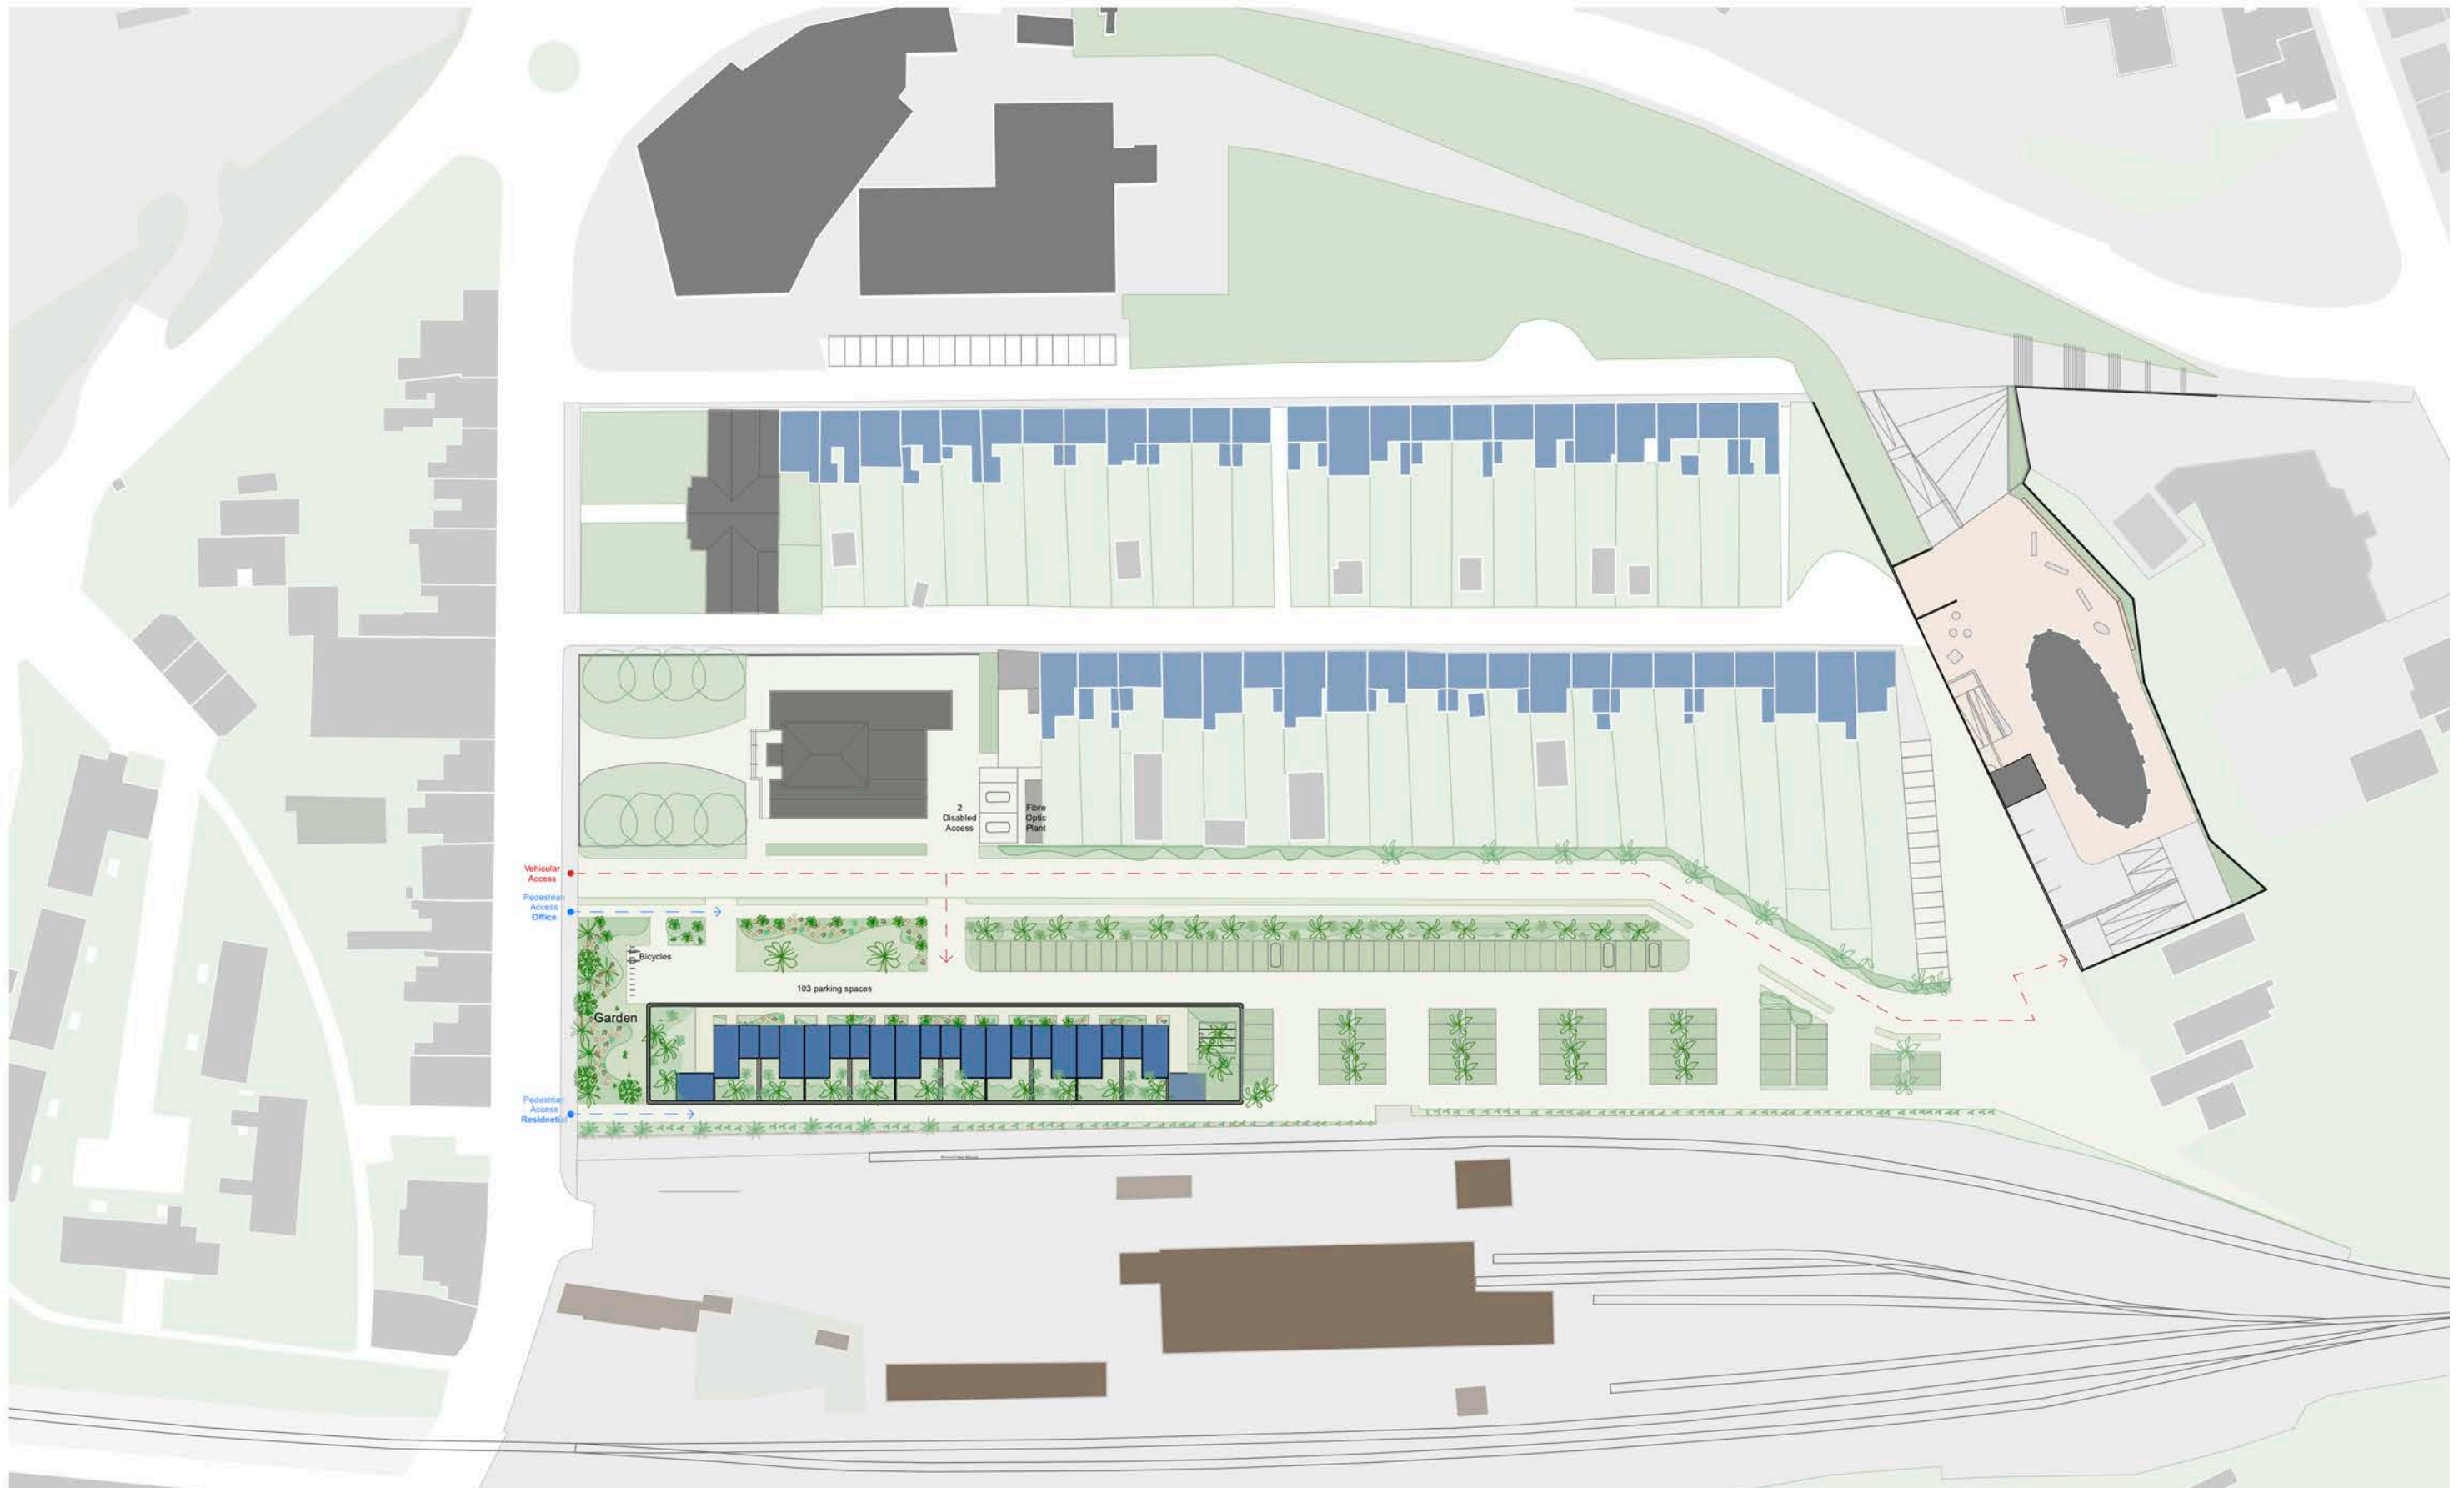 2
Disabled
Access
Fibre
Optic
Plant
Vehicular
Access
Pedestrian
Access
Office
Bicycles
103 parking spaces
Garden
Pedestrian
Access
Residnetial